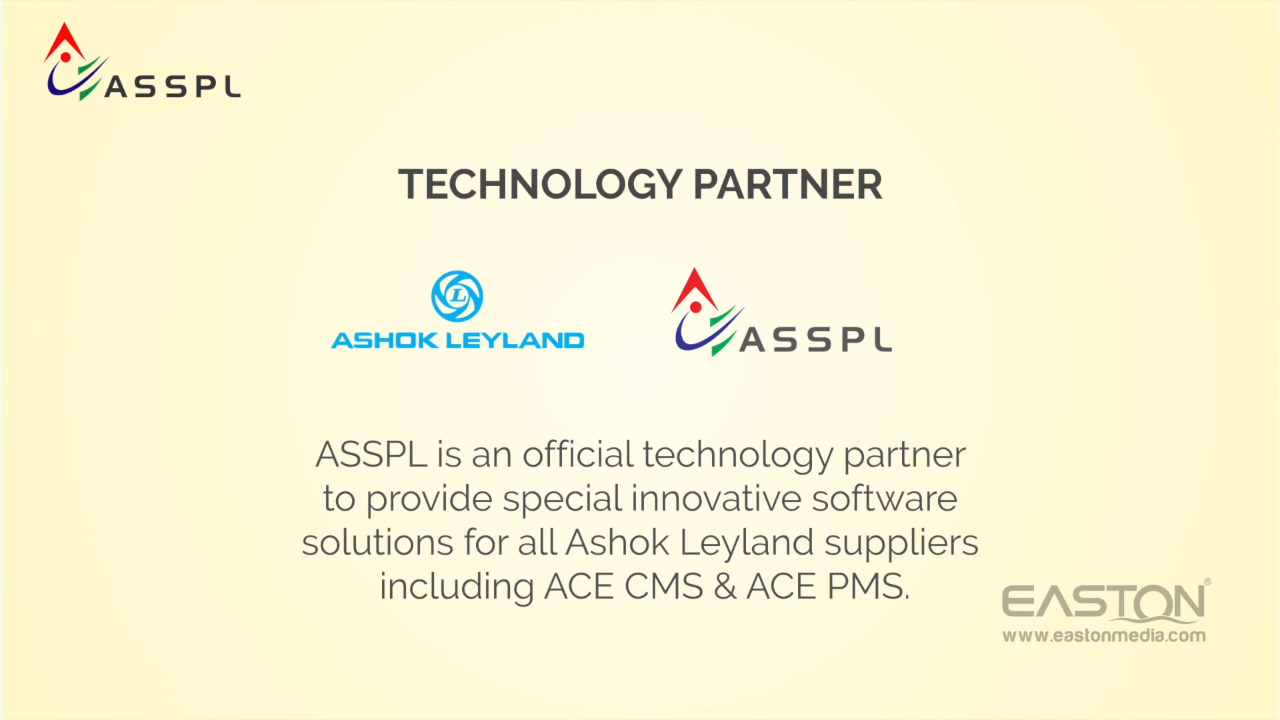 ASSPL
TECHNOLOGY PARTNER
L
ASHOK LEYLAND
ASSPL
ASSPL is an official technology partner
to provide special innovative software
solutions for all Ashok Leyland suppliers
including ACE CMS & ACE PMS.
EASTON®
www.eastonmedia.com